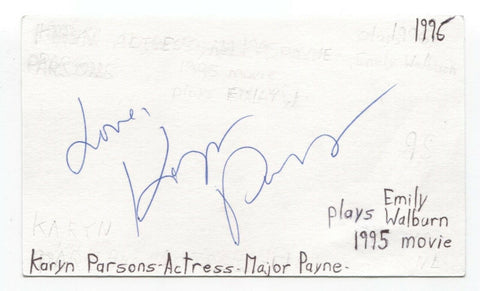 1996
Love,
Karyn Parsons
Emily
plays Walburn
1995 movie
Karyn Parsons-Actress-Major Payne-